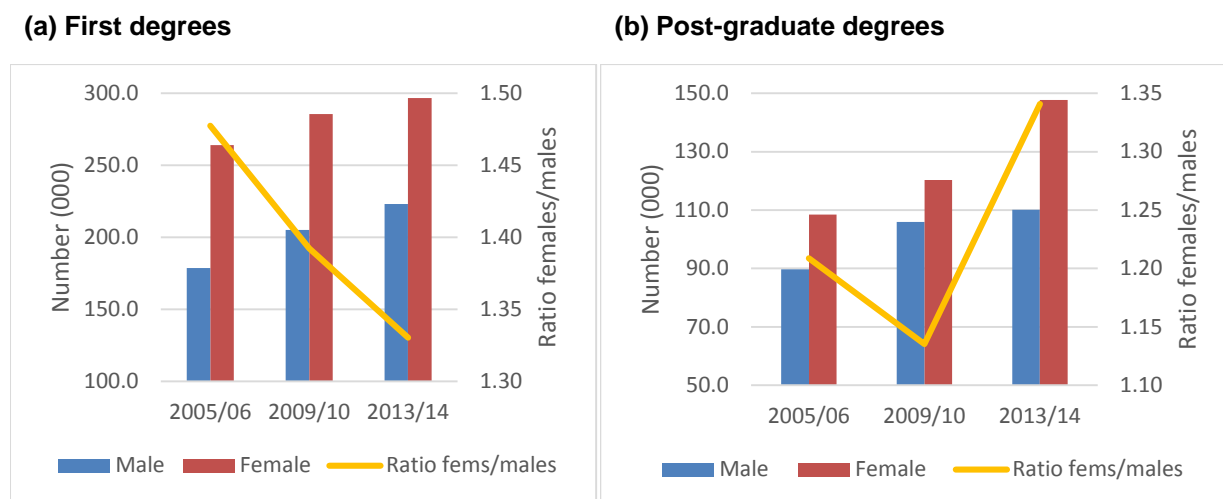 (a) First degrees
300.0
250.0
200.0
150.0
100.0
Number (000)
1.50
1.45
1.40
1.35
1.30
Ratio females/males
2005/06 2009/10 2013/14
Male Female Ratio fems/males
(b) Post-graduate degrees
150.0
130.0
110.0
90.0
70.0
50.0
Number (000)
1.35
1.30
1.25
1.20
1.15
1.10
Ratio females/males
2005/06 2009/10 2013/14
Male Female Ratio fems/males